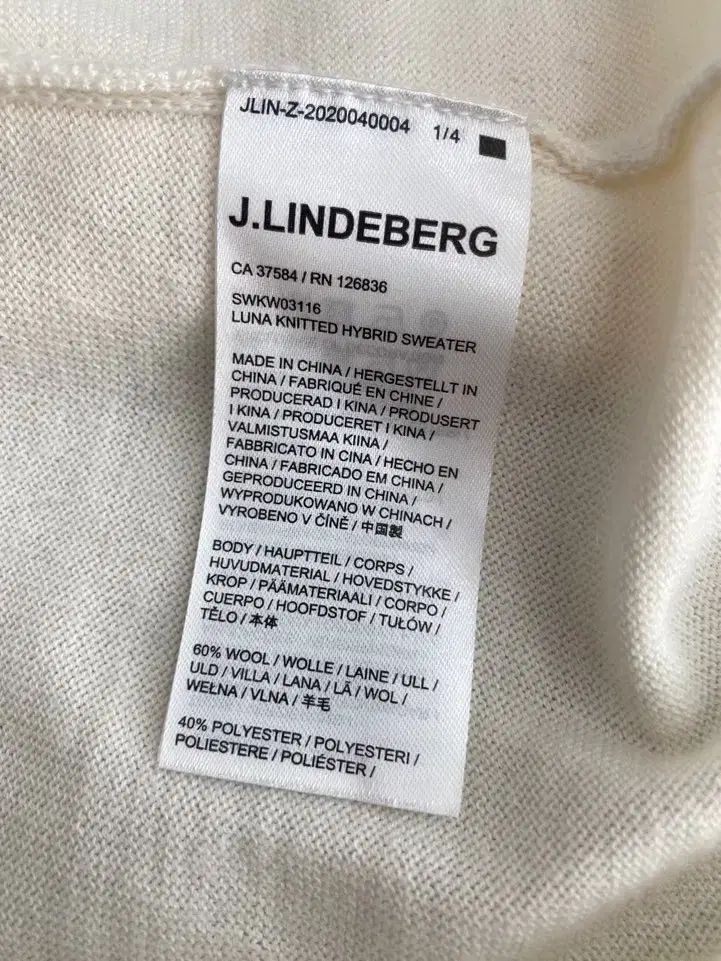 JLIN-Z-2020040004 1/4
J.LINDEBERG
CA 37584 / RN 126836
SWKW03116
LUNA KNITTED HYBRID SWEATER
MADE IN CHINA / HERGESTELLT IN
CHINA / FABRIQUÉ EN CHINE /
PRODUCERAD I KINA / PRODUSERT
I KINA / PRODUCERET I KINA /
VALMISTUSMAA KIINA /
FABBRICATO IN CINA / HECHO EN
CHINA / FABRICADO EM CHINA /
GEPRODUCEERD IN CHINA /
WYPRODUKOWANO W CHINACH /
VYROBENO V ČÍNĚ / 中国製
BODY / HAUPTTEIL / CORPS /
HUVUDMATERIAL / HOVEDSTYKKE /
KROP / PÄÄMATERIAALI / CORPO /
CUERPO / HOOFDSTOF / TUŁÓW /
TĚLO / 本体
60% WOOL / WOLLE / LAINE / ULL /
ULD / VILLA / LANA / LÃ / WOL /
WEŁNA / VLNA / 羊毛
40% POLYESTER / POLYESTERI /
POLIESTERE / POLIÉSTER /